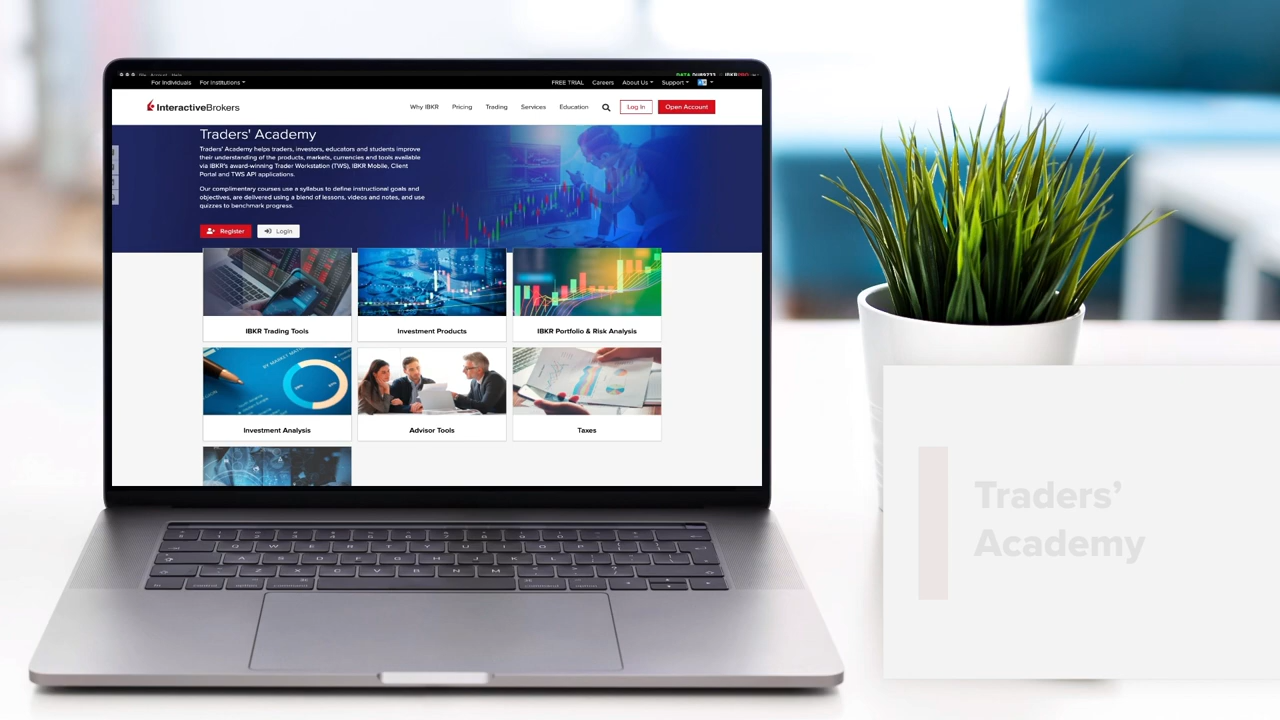 For Individuals For Institutions FREE TRIAL Careers About Us Support
InteractiveBrokers Why IBKR Pricing Trading Services Education Log In Open Account
Traders' Academy
Traders' Academy helps traders, investors, educators and students improve
their understanding of the products, markets, currencies and tools available
via IBKR's award-winning Trader Workstation (TWS), IBKR Mobile, Client
Portal and TWS API applications.
Our complimentary courses use a syllabus to define instructional goals and
objectives, are delivered using a blend of lessons, videos and notes, and use
quizzes to benchmark progress.
Register Login
IBKR Trading Tools Investment Products IBKR Portfolio & Risk Analysis
Investment Analysis Advisor Tools Taxes
Traders’
Academy
Q W E R T Y U I O P
A S D F G H J K L
Z X C V B N M
control option command command option